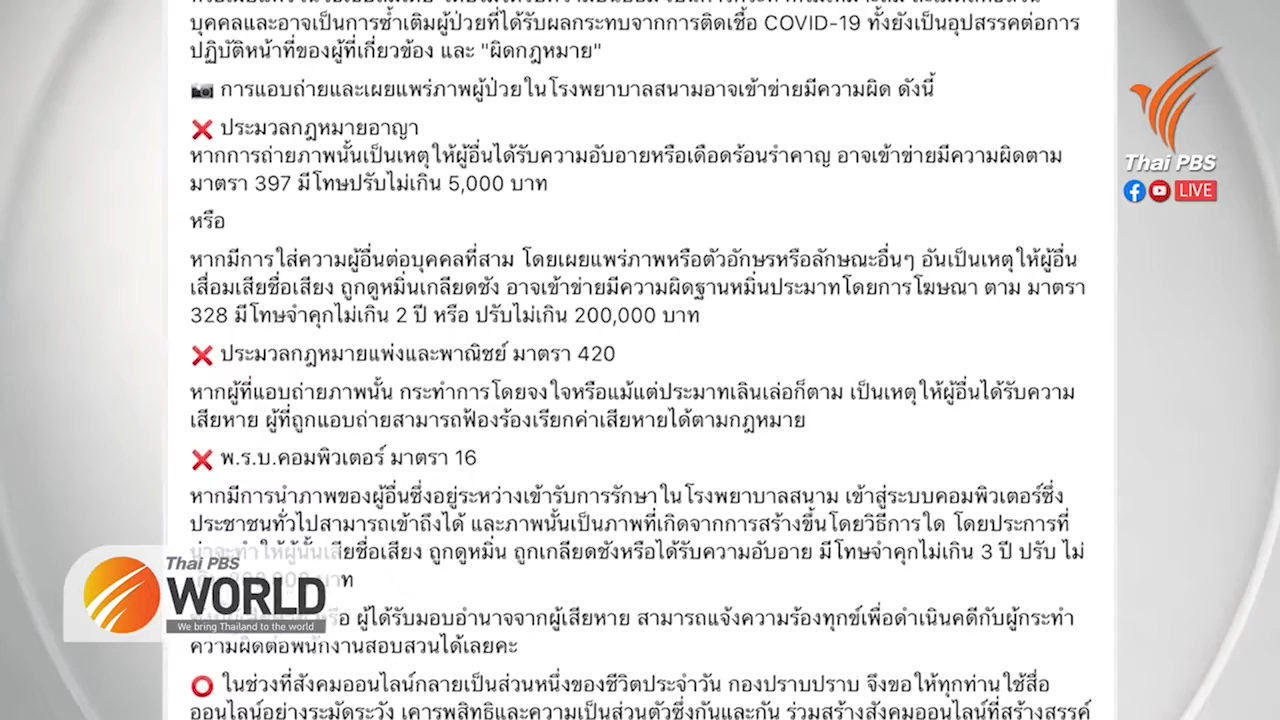 บุคคลและอาจเป็นการซ้ำเติมผู้ป่วยที่ได้รับผลกระทบจากการติดเชื้อ COVID-19 ทั้งยังเป็นอุปสรรคต่อการ
ปฏิบัติหน้าที่ของผู้ที่เกี่ยวข้อง และ "ผิดกฎหมาย"
การแอบถ่ายและเผยแพร่ภาพผู้ป่วยในโรงพยาบาลสนามอาจเข้าข่ายมีความผิด ดังนี้
ประมวลกฎหมายอาญา
หากการถ่ายภาพนั้นเป็นเหตุให้ผู้อื่นได้รับความอับอายหรือเดือดร้อนรำคาญ อาจเข้าข่ายมีความผิดตาม
มาตรา 397 มีโทษปรับไม่เกิน 5,000 บาท
หรือ
หากมีการใส่ความผู้อื่นต่อบุคคลที่สาม โดยเผยแพร่ภาพหรือตัวอักษรหรือลักษณะอื่นๆ อันเป็นเหตุให้ผู้อื่น
เสื่อมเสียชื่อเสียง ถูกดูหมิ่นเกลียดชัง อาจเข้าข่ายมีความผิดฐานหมิ่นประมาทโดยการโฆษณา ตาม มาตรา
328 มีโทษจำคุกไม่เกิน 2 ปี หรือ ปรับไม่เกิน 200,000 บาท
ประมวลกฎหมายแพ่งและพาณิชย์ มาตรา 420
หากผู้ที่แอบถ่ายภาพนั้น กระทำการโดยจงใจหรือแม้แต่ประมาทเลินเล่อก็ตาม เป็นเหตุให้ผู้อื่นได้รับความ
เสียหาย ผู้ที่ถูกแอบถ่ายสามารถฟ้องร้องเรียกค่าเสียหายได้ตามกฎหมาย
พ.ร.บ.คอมพิวเตอร์ มาตรา 16
หากมีการนำภาพของผู้อื่นซึ่งอยู่ระหว่างเข้ารับการรักษาในโรงพยาบาลสนาม เข้าสู่ระบบคอมพิวเตอร์ซึ่ง
ประชาชนทั่วไปสามารถเข้าถึงได้ และภาพนั้นเป็นภาพที่เกิดจากการสร้างขึ้นโดยวิธีการใด โดยประการที่
น่าจะทำให้ผู้นั้นเสียชื่อเสียง ถูกดูหมิ่น ถูกเกลียดชังหรือได้รับความอับอาย มีโทษจำคุกไม่เกิน 3 ปี ปรับ ไม่
บาท
หรือ ผู้ได้รับมอบอำนาจจากผู้เสียหาย สามารถแจ้งความร้องทุกข์เพื่อดำเนินคดีกับผู้กระทำ
ความผิดต่อพนักงานสอบสวนได้เลยคะ
ในช่วงที่สังคมออนไลน์กลายเป็นส่วนหนึ่งของชีวิตประจำวัน กองปราบปราบ จึงขอให้ทุกท่านใช้สื่อ
ออนไลน์อย่างระมัดระวัง เคารพสิทธิและความเป็นส่วนตัวซึ่งกันและกัน ร่วมสร้างสังคมออนไลน์ที่สร้างสรรค์
Thai PBS
LIVE
Thai PBS
WORLD
We bring Thailand to the world